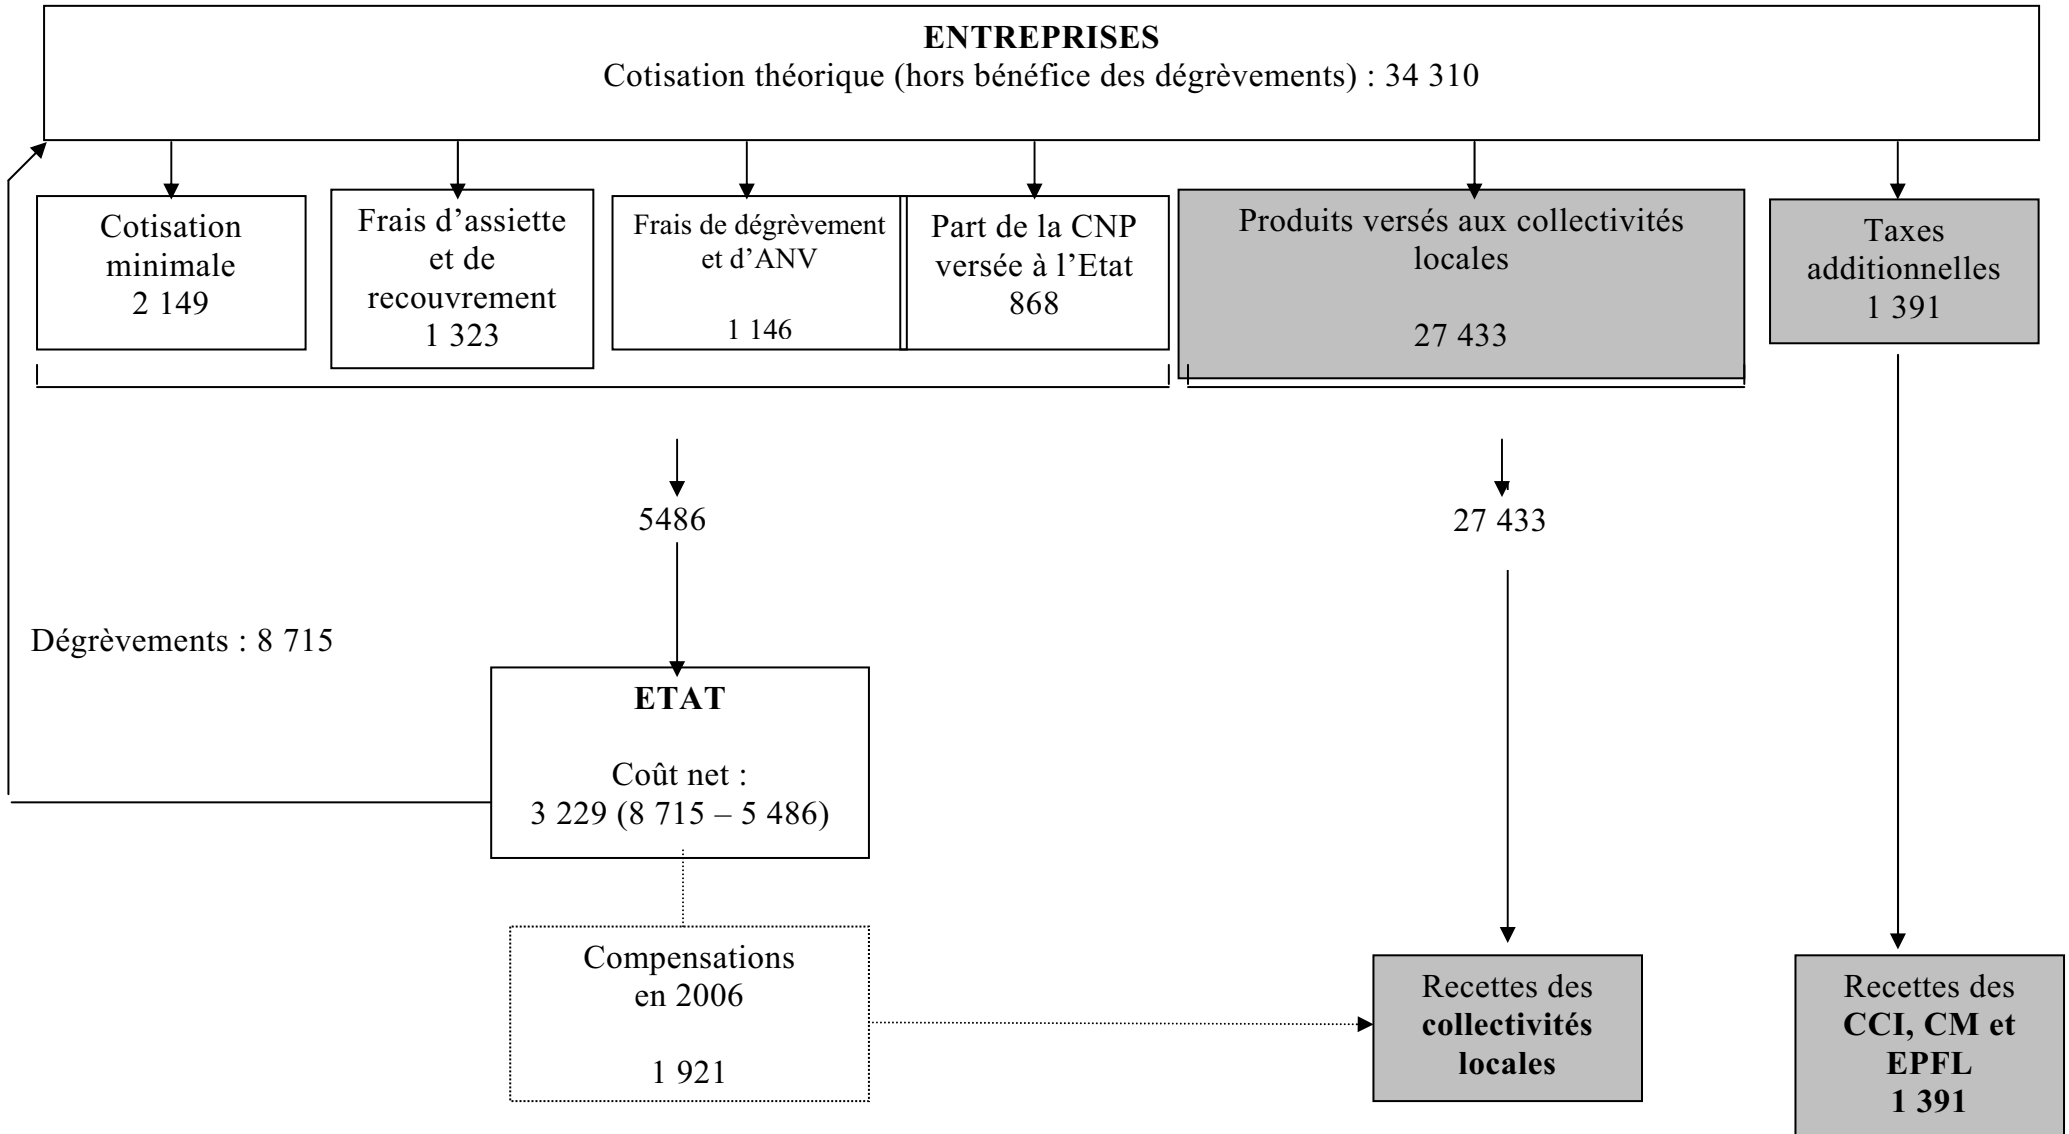 ENTREPRISES
Cotisation théorique (hors bénéfice des dégrèvements) : 34 310
Cotisation
minimale
2 149
Frais d’assiette
et de
recouvrement
1 323
Frais de dégrèvement
et d’ANV
1 146
Part de la CNP
versée à l’Etat
868
Produits versés aux collectivités
locales
27 433
Taxes
additionnelles
1 391
5486
27 433
Dégrèvements : 8 715
ETAT
Coût net :
3 229 (8 715 – 5 486)
Compensations
en 2006
1 921
Recettes des
collectivités
locales
Recettes des
CCI, CM et
EPFL
1 391